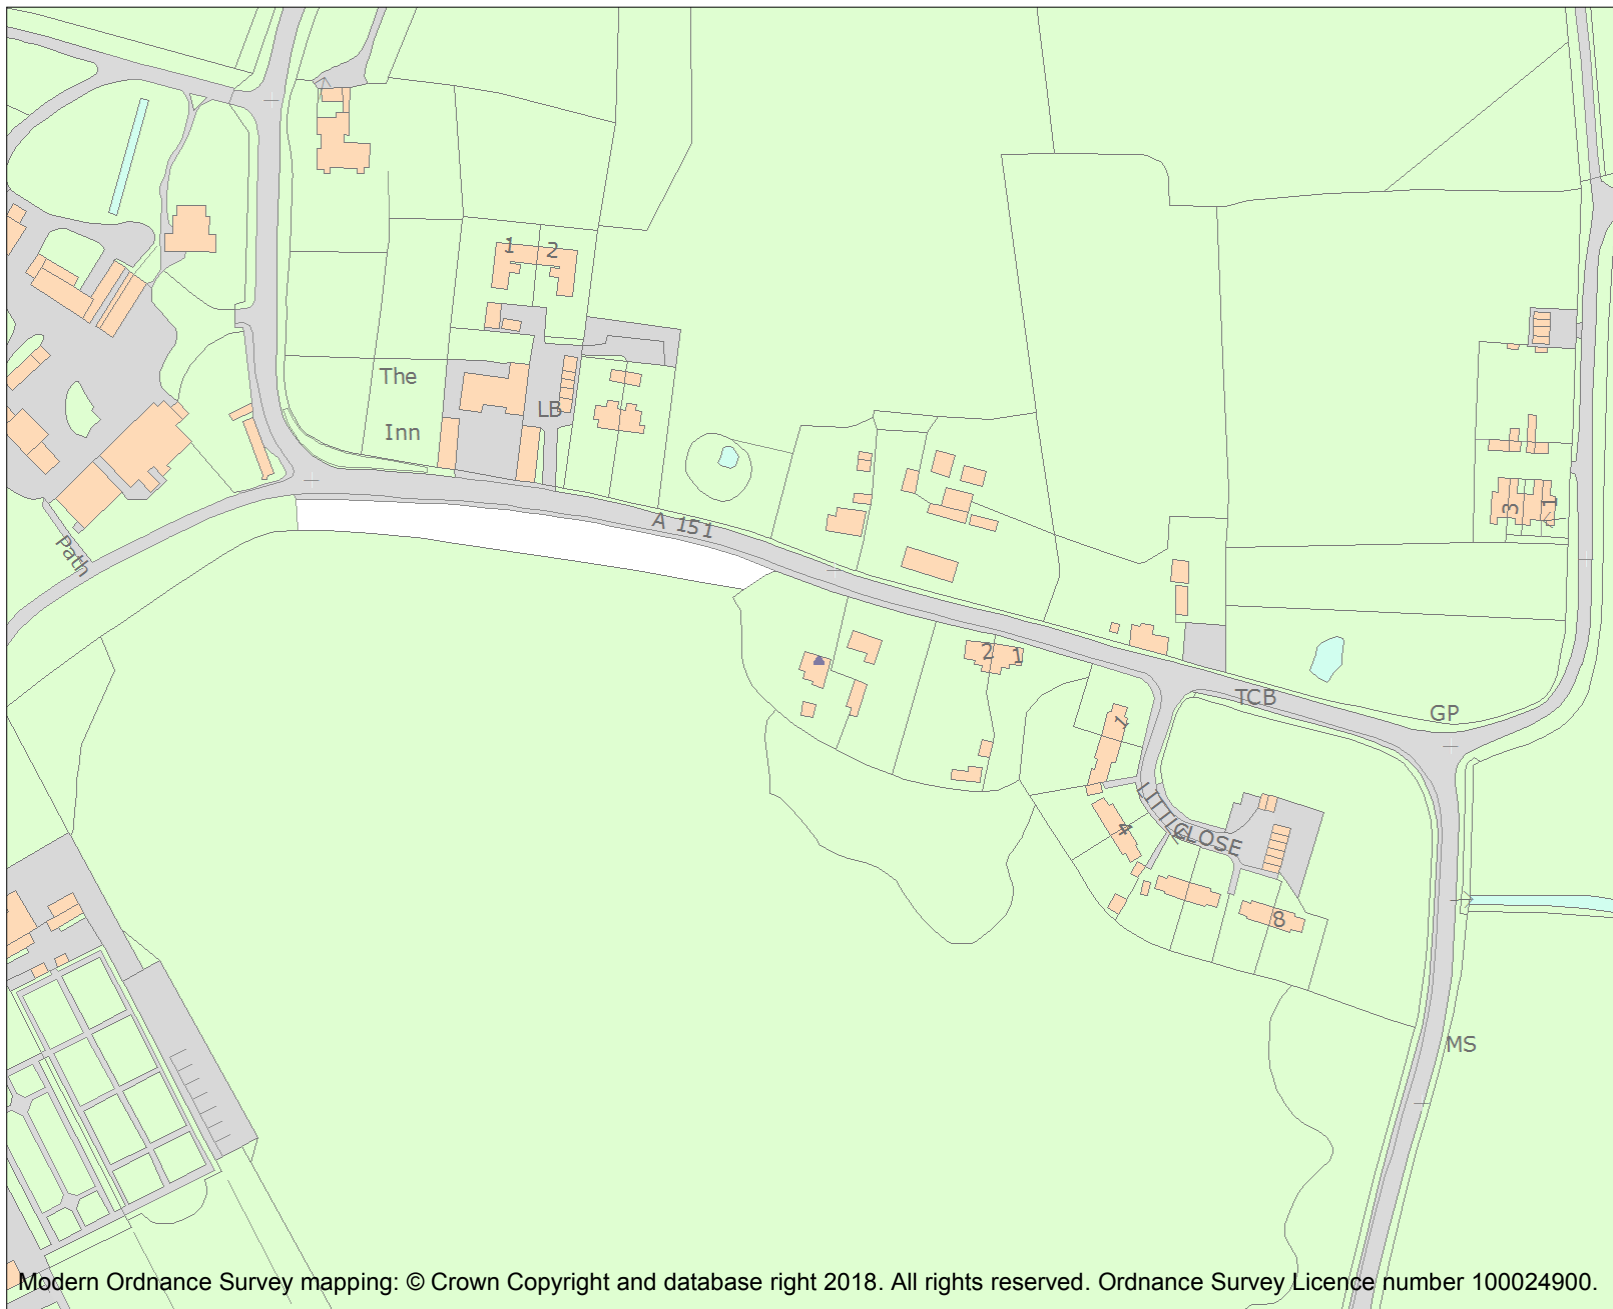 1
2
The
Inn
LB
A 151
Path
3
1
2
1
TCB
GP
1
LITTLE
CLOSE
4
8
MS
Modern Ordnance Survey mapping: © Crown Copyright and database right 2018. All rights reserved. Ordnance Survey Licence number 100024900.